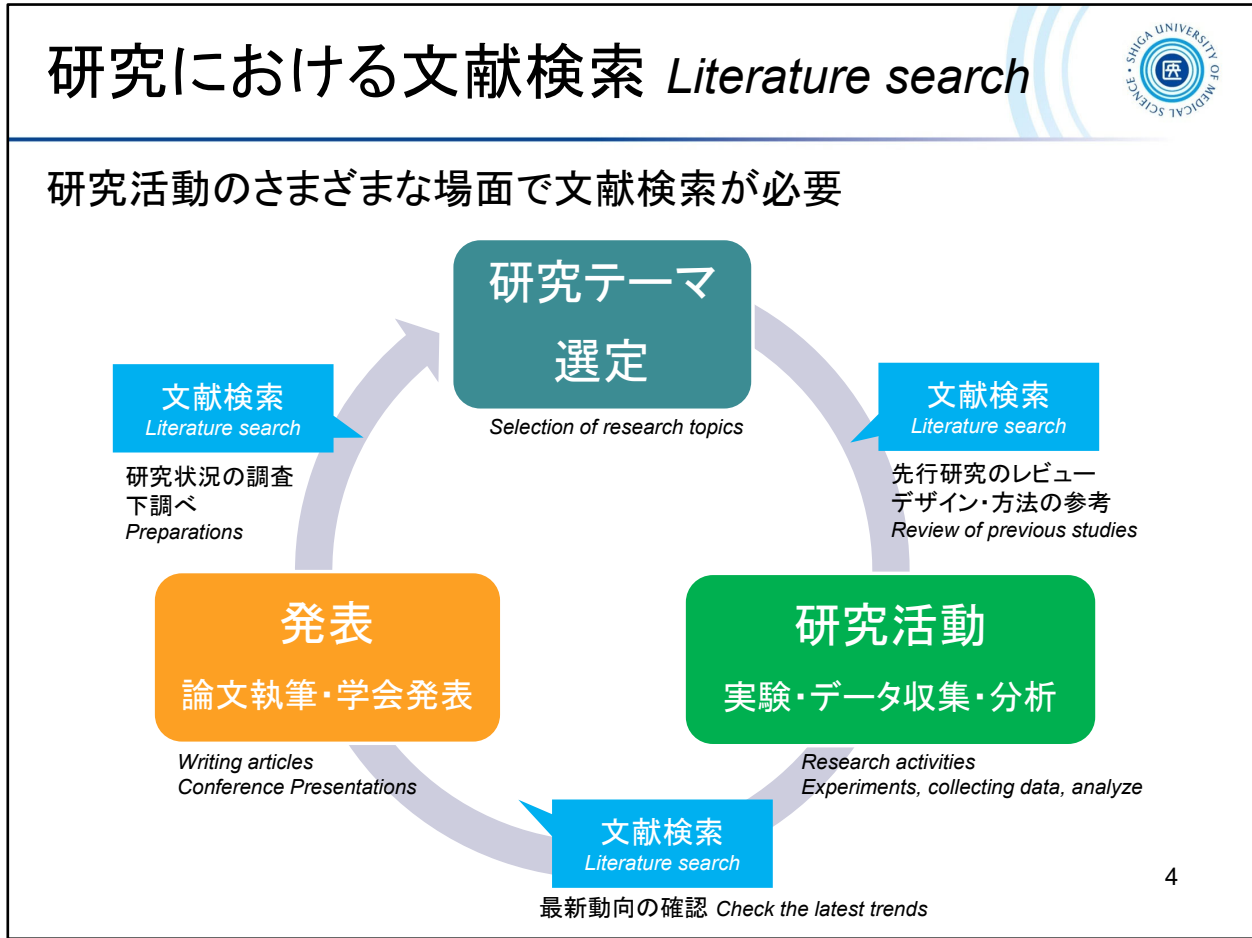 研究における文献検索 Literature search
SHIGA UNIVERSITY OF MEDICAL SCIENCE
医
研究活動のさまざまな場面で文献検索が必要
研究テーマ
選定
Selection of research topics
文献検索
Literature search
先行研究のレビュー
デザイン・方法の参考
Review of previous studies
研究活動
実験・データ収集・分析
Research activities
Experiments, collecting data, analyze
文献検索
Literature search
最新動向の確認 Check the latest trends
発表
論文執筆・学会発表
Writing articles
Conference Presentations
文献検索
Literature search
研究状況の調査
下調べ
Preparations
4